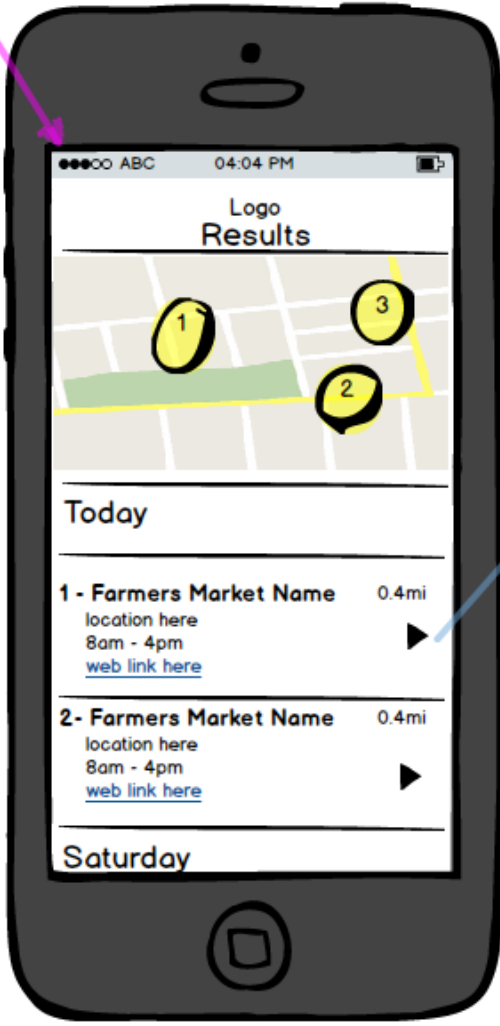 ABC 04:04 PM
Logo
Results
1
3
2
Today
1 - Farmers Market Name 0.4mi
location here
8am - 4pm
web link here
2- Farmers Market Name 0.4mi
location here
8am - 4pm
web link here
Saturday